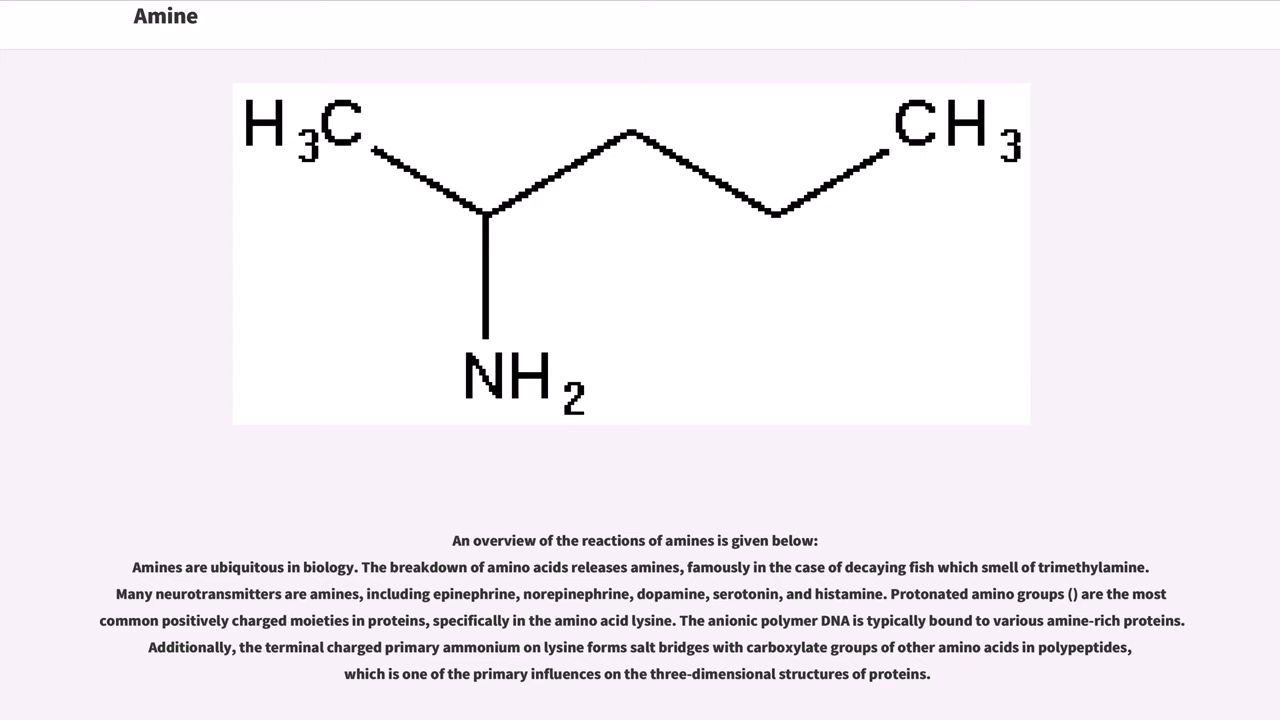 Amine
H3C
CH3
NH2
An overview of the reactions of amines is given below:
Amines are ubiquitous in biology. The breakdown of amino acids releases amines, famously in the case of decaying fish which smell of trimethylamine.
Many neurotransmitters are amines, including epinephrine, norepinephrine, dopamine, serotonin, and histamine. Protonated amino groups () are the most
common positively charged moieties in proteins, specifically in the amino acid lysine. The anionic polymer DNA is typically bound to various amine-rich proteins.
Additionally, the terminal charged primary ammonium on lysine forms salt bridges with carboxylate groups of other amino acids in polypeptides,
which is one of the primary influences on the three-dimensional structures of proteins.